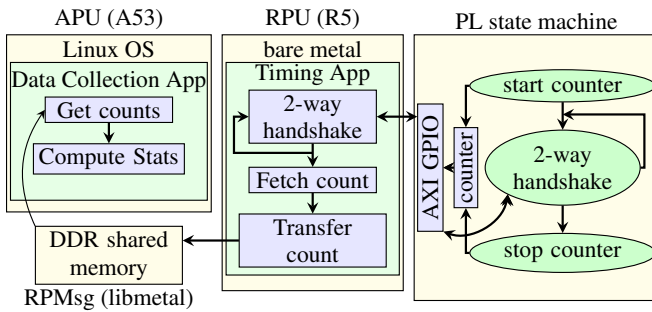 APU (A53)
Linux OS
Data Collection App
Get counts
Compute Stats
DDR shared
memory
RPMsg (libmetal)
RPU (R5)
bare metal
Timing App
2-way
handshake
Fetch count
Transfer
count
PL state machine
AXI GPIO
counter
start counter
2-way
handshake
stop counter